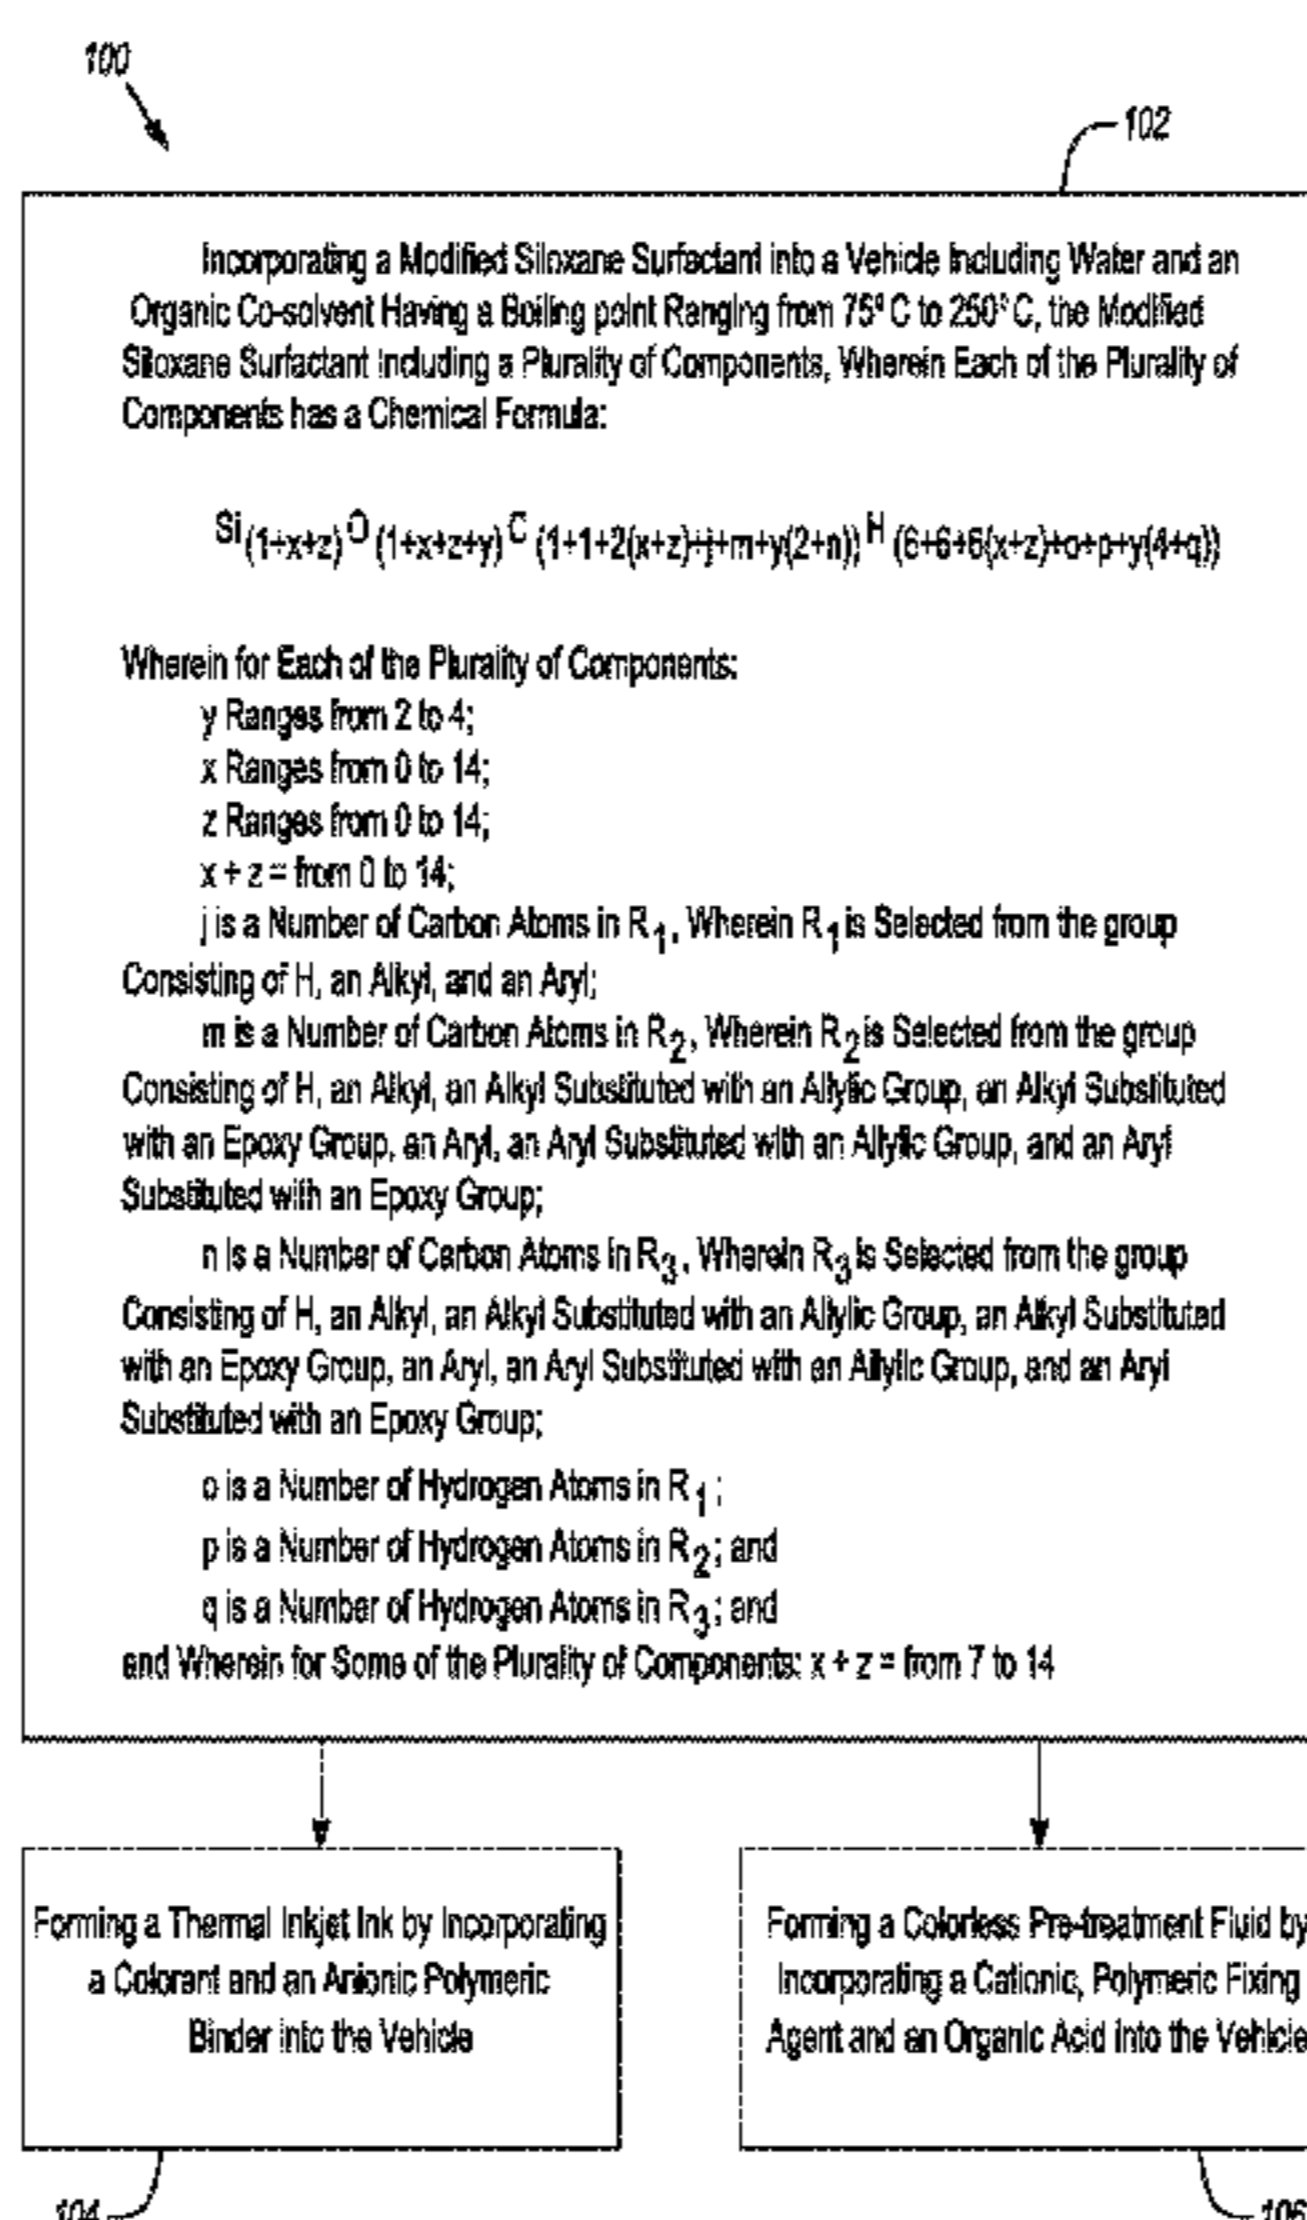 100
102
Incorporating a Modified Siloxane Surfactant into a Vehicle Including Water and an
Organic Co-solvent Having a Boiling point Ranging from 75° C to 250° C, the Modified
Siloxane Surfactant Including a Plurality of Components, Wherein Each of the Plurality of
Components has a Chemical Formula:
Si (1+x+z) O (1+x+z+y) C (1+1+2(x+z)+j+m+y(2+n)) H (6+6+6(x+z)+o+p+y(4+q))
Wherein for Each of the Plurality of Components:
y Ranges from 2 to 4;
x Ranges from 0 to 14;
z Ranges from 0 to 14;
x + z = from 0 to 14;
j is a Number of Carbon Atoms in R1, Wherein R1 is Selected from the group
Consisting of H, an Alkyl, and an Aryl;
m is a Number of Carbon Atoms in R2, Wherein R2 is Selected from the group
Consisting of H, an Alkyl, an Alkyl Substituted with an Allylic Group, an Alkyl Substituted
with an Epoxy Group, an Aryl, an Aryl Substituted with an Allylic Group, and an Aryl
Substituted with an Epoxy Group;
n is a Number of Carbon Atoms in R3, Wherein R3 is Selected from the group
Consisting of H, an Alkyl, an Alkyl Substituted with an Allylic Group, an Alkyl Substituted
with an Epoxy Group, an Aryl, an Aryl Substituted with an Allylic Group, and an Aryl
Substituted with an Epoxy Group;
o is a Number of Hydrogen Atoms in R1;
p is a Number of Hydrogen Atoms in R2; and
q is a Number of Hydrogen Atoms in R3; and
and Wherein for Some of the Plurality of Components: x + z = from 7 to 14
Forming a Thermal Inkjet Ink by Incorporating
a Colorant and an Anionic Polymeric
Binder into the Vehicle
Forming a Colorless Pre-treatment Fluid by
Incorporating a Cationic, Polymeric Fixing
Agent and an Organic Acid into the Vehicle
104
106